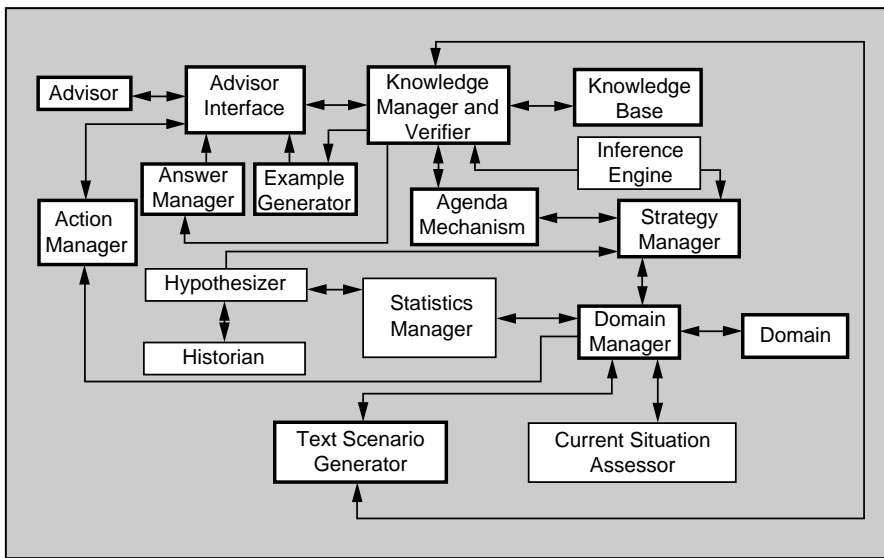 Advisor
Advisor
Interface
Knowledge
Manager and
Verifier
Knowledge
Base
Inference
Engine
Answer
Manager
Example
Generator
Agenda
Mechanism
Strategy
Manager
Action
Manager
Hypothesizer
Statistics
Manager
Historian
Domain
Manager
Domain
Text Scenario
Generator
Current Situation
Assessor